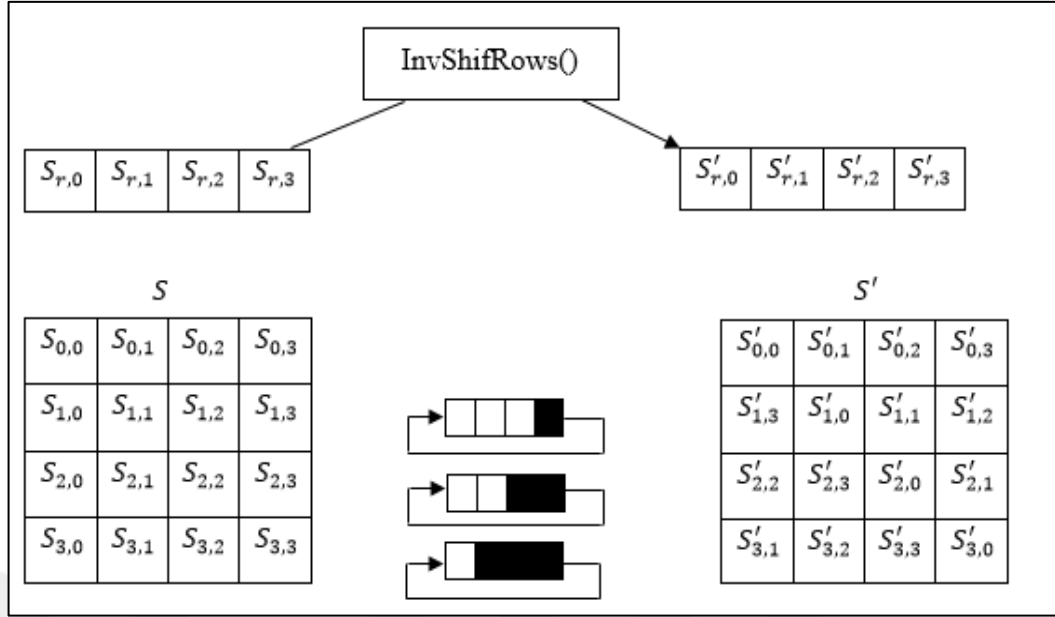 InvShifRows()
S_{r,0} S_{r,1} S_{r,2} S_{r,3} S'_{r,0} S'_{r,1} S'_{r,2} S'_{r,3}
S S'
S_{0,0} S_{0,1} S_{0,2} S_{0,3} S'_{0,0} S'_{0,1} S'_{0,2} S'_{0,3}
S_{1,0} S_{1,1} S_{1,2} S_{1,3} S'_{1,3} S'_{1,0} S'_{1,1} S'_{1,2}
S_{2,0} S_{2,1} S_{2,2} S_{2,3} S'_{2,2} S'_{2,3} S'_{2,0} S'_{2,1}
S_{3,0} S_{3,1} S_{3,2} S_{3,3} S'_{3,1} S'_{3,2} S'_{3,3} S'_{3,0}